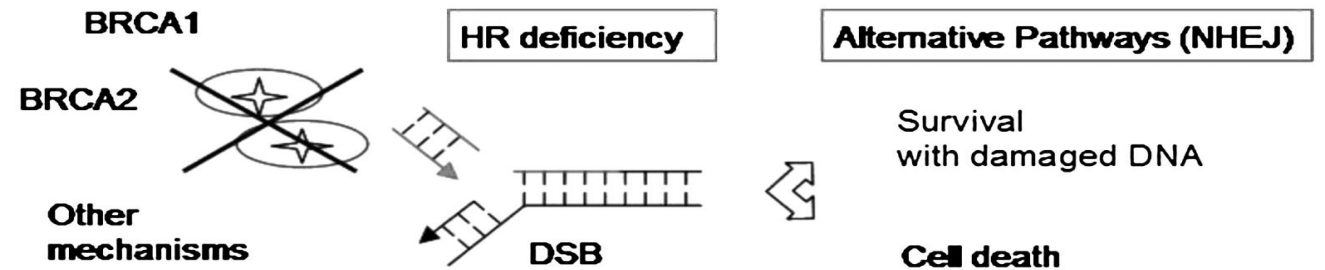 BRCA1
HR deficiency
Alternative Pathways (NHEJ)
BRCA2
Survival
with damaged DNA
Other
mechanisms
DSB
Cell death